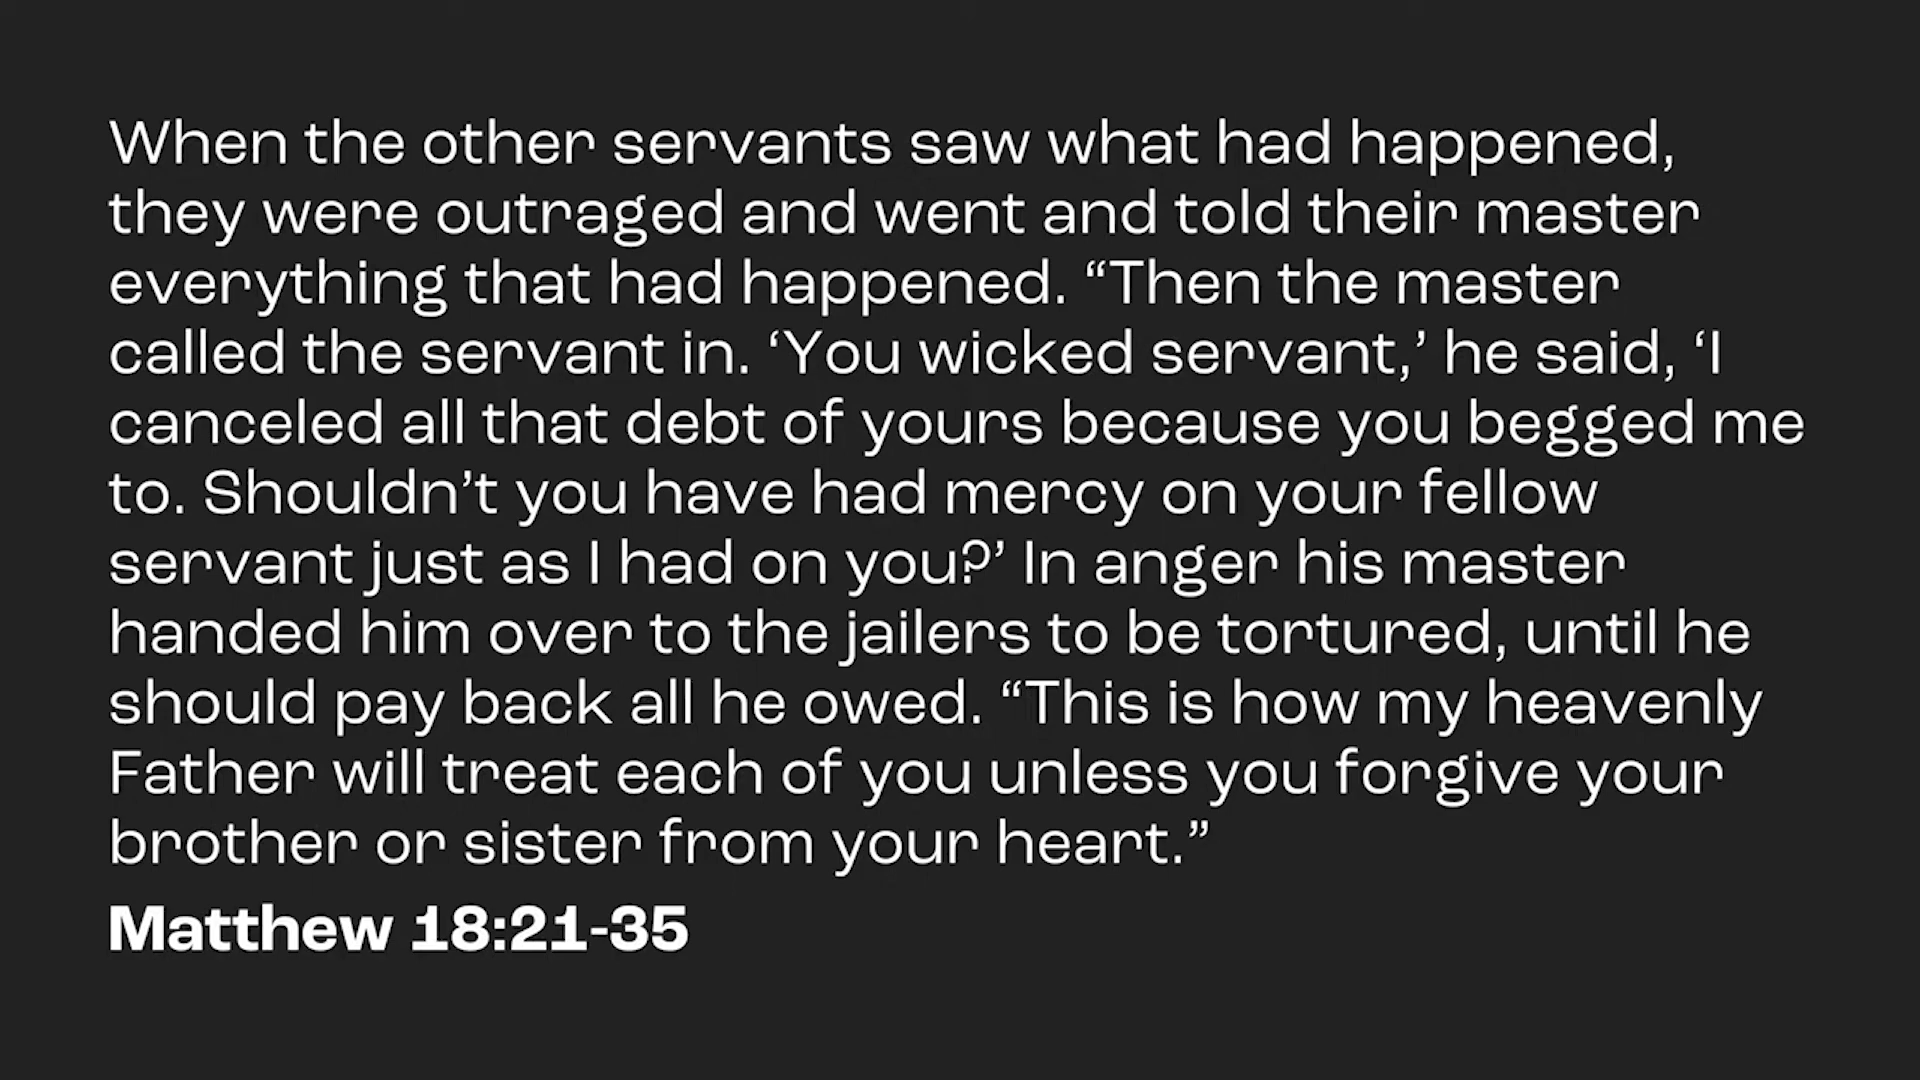 When the other servants saw what had happened,
they were outraged and went and told their master
everything that had happened. “Then the master
called the servant in. ‘You wicked servant,’ he said, ‘I
canceled all that debt of yours because you begged me
to. Shouldn’t you have had mercy on your fellow
servant just as I had on you?’ In anger his master
handed him over to the jailers to be tortured, until he
should pay back all he owed. “This is how my heavenly
Father will treat each of you unless you forgive your
brother or sister from your heart.”
Matthew 18:21-35